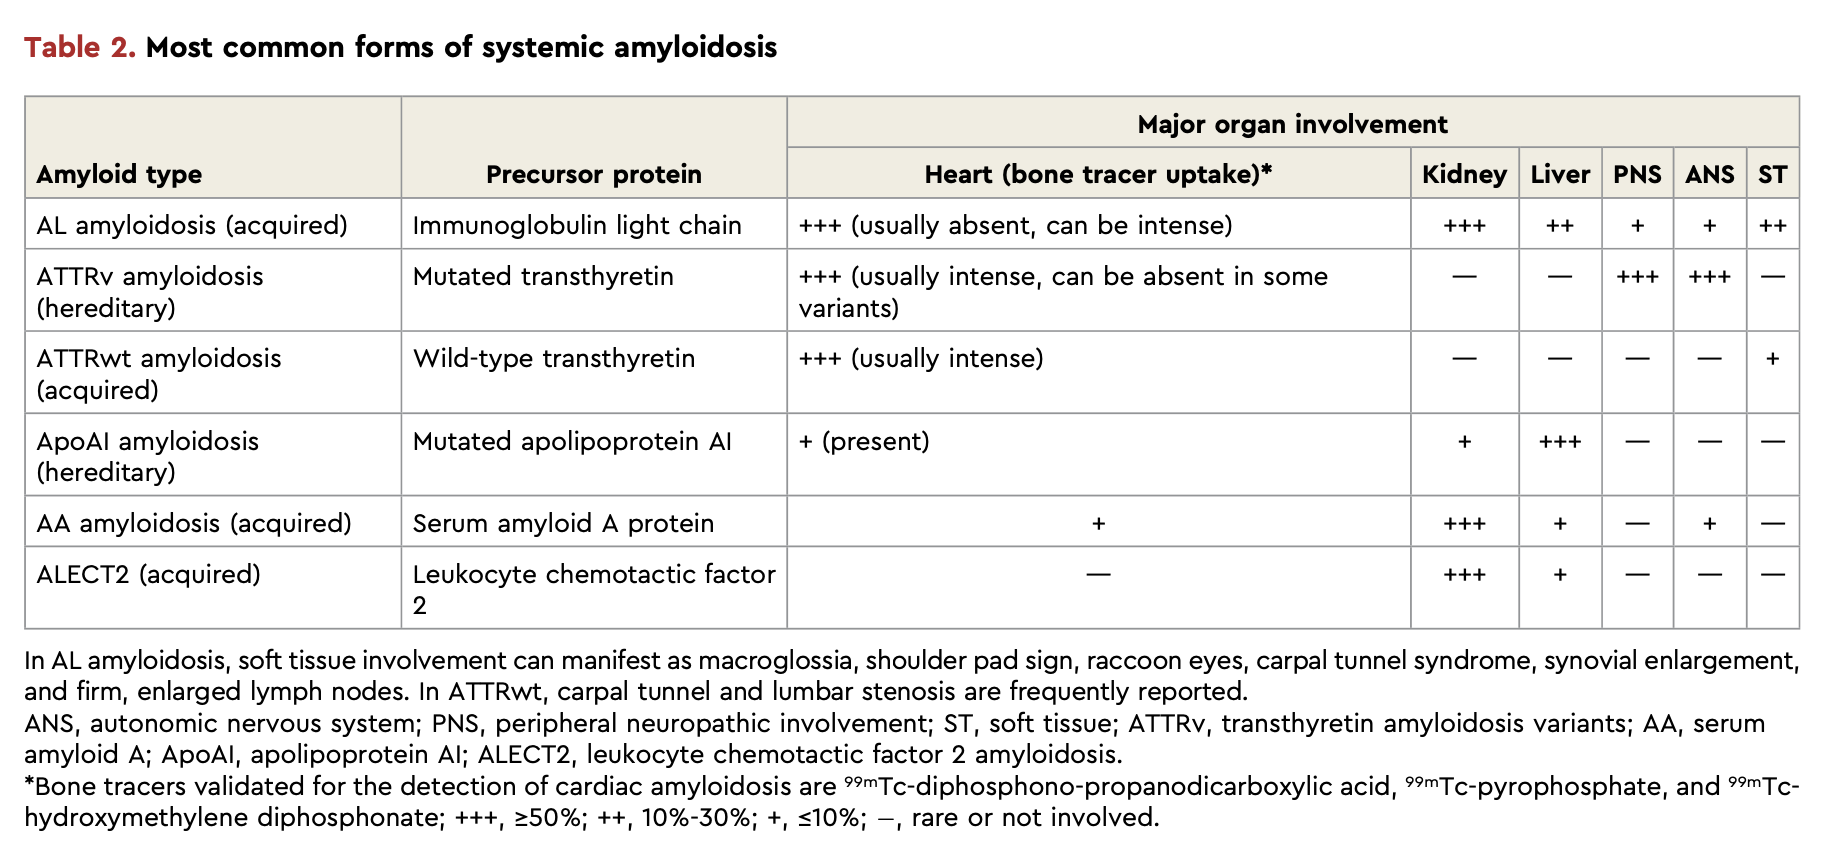 Table 2. Most common forms of systemic amyloidosis
Major organ involvement
Amyloid type Precursor protein Heart (bone tracer uptake)* Kidney Liver PNS ANS ST
AL amyloidosis (acquired) Immunoglobulin light chain +++ (usually absent, can be intense) +++ ++ + + ++
ATTRv amyloidosis Mutated transthyretin +++ (usually intense, can be absent in some — — +++ +++ —
(hereditary) variants)
ATTRwt amyloidosis Wild-type transthyretin +++ (usually intense) — — — — +
(acquired)
ApoAI amyloidosis Mutated apolipoprotein AI + (present) + +++ — — —
(hereditary)
AA amyloidosis (acquired) Serum amyloid A protein + +++ + — + —
ALECT2 (acquired) Leukocyte chemotactic factor — +++ + — — —
2
In AL amyloidosis, soft tissue involvement can manifest as macroglossia, shoulder pad sign, raccoon eyes, carpal tunnel syndrome, synovial enlargement,
and firm, enlarged lymph nodes. In ATTRwt, carpal tunnel and lumbar stenosis are frequently reported.
ANS, autonomic nervous system; PNS, peripheral neuropathic involvement; ST, soft tissue; ATTRv, transthyretin amyloidosis variants; AA, serum
amyloid A; ApoAI, apolipoprotein AI; ALECT2, leukocyte chemotactic factor 2 amyloidosis.
*Bone tracers validated for the detection of cardiac amyloidosis are ⁹⁹ᵐTc-diphosphono-propanodicarboxylic acid, ⁹⁹ᵐTc-pyrophosphate, and ⁹⁹ᵐTc-
hydroxymethylene diphosphonate; +++, ≥50%; ++, 10%-30%; +, ≤10%; —, rare or not involved.